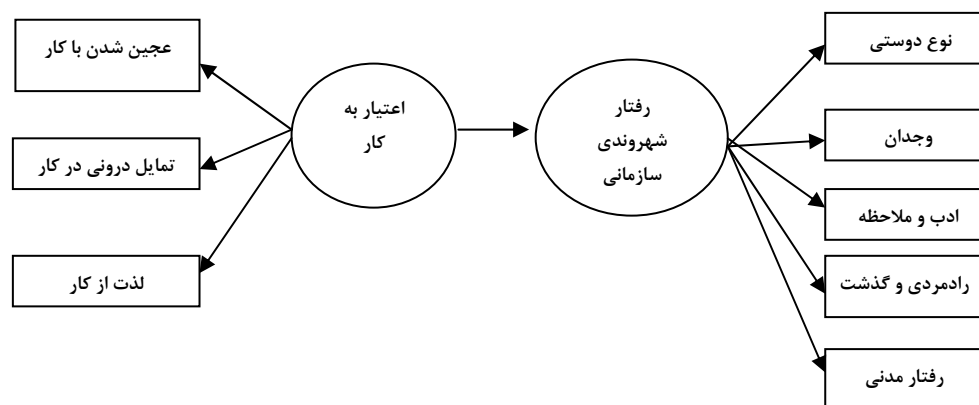 عجین شدن با کار
تمایل درونی در کار
لذت از کار
اعتیار به
کار
رفتار
شهروندی
سازمانی
نوع دوستی
وجدان
ادب و ملاحظه
رادمردی و گذشت
رفتار مدنی